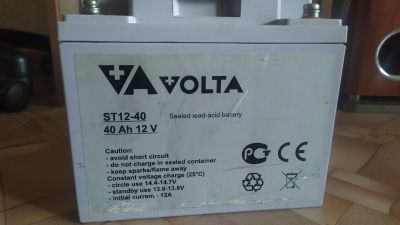 VOLTA
ST12-40
Sealed lead-acid battery
40 Ah 12 V
Caution:
- avoid short circuit
- do not charge in sealed container
- keep sparks/flame away
Constant voltage charge (25°C)
- circle use 14.4-14.7V
- standby use 13.6-13.8V
- initial current. - 12A